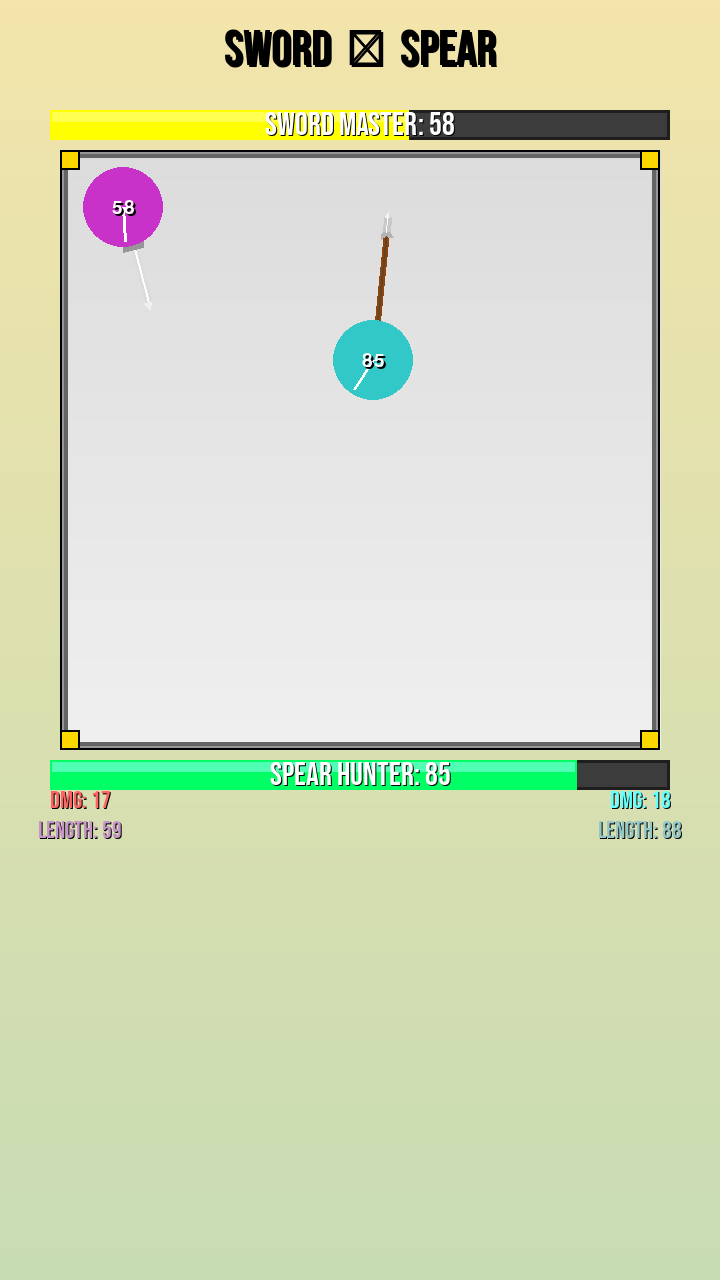 SWORD SPEAR
SWORD MASTER: 58
58
85
SPEAR HUNTER: 85
DMG: 17 DMG: 18
LENGTH: 59 LENGTH: 88